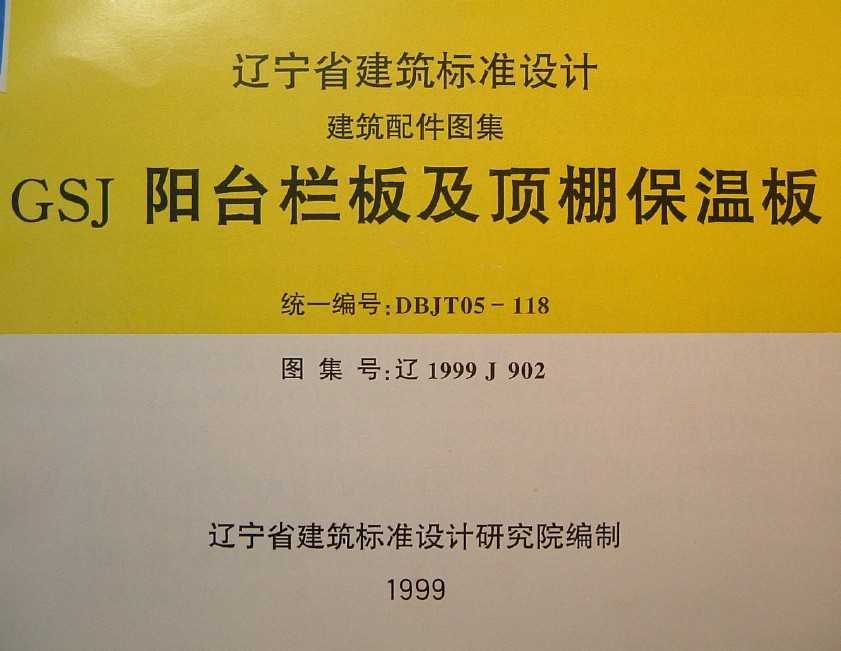 辽宁省建筑标准设计
建筑配件图集
GSJ 阳台栏板及顶棚保温板
统一编号:DBJT05-118
图 集 号:辽 1999 J 902
辽宁省建筑标准设计研究院编制
1999